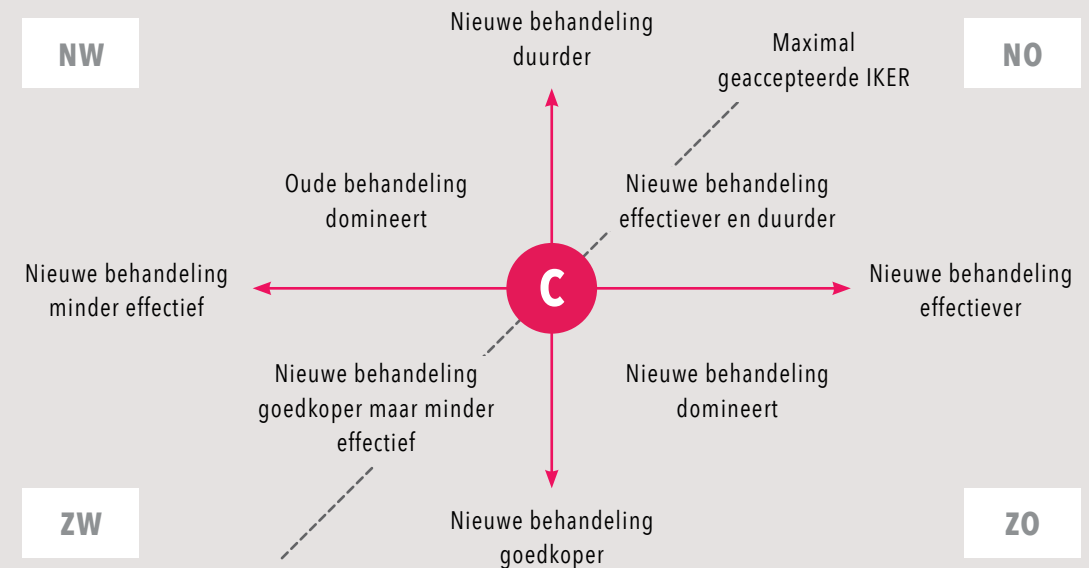 Nieuwe behandeling
duurder
NW
Maximal
geaccepteerde IKER
NO
Oude behandeling
domineert
Nieuwe behandeling
effectiever en duurder
Nieuwe behandeling
minder effectief
C
Nieuwe behandeling
effectiever
Nieuwe behandeling
goedkoper maar minder
effectief
Nieuwe behandeling
domineert
ZW
Nieuwe behandeling
goedkoper
ZO